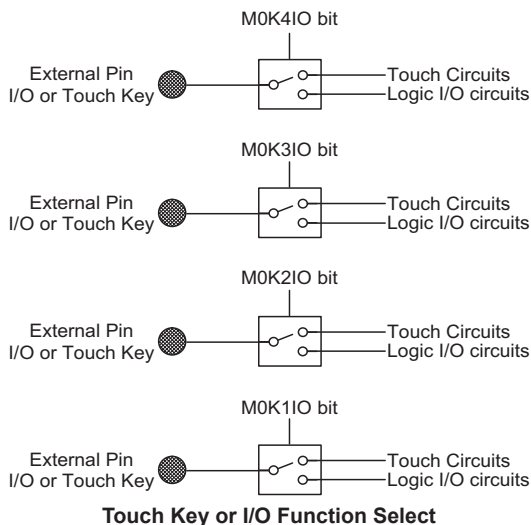 M0K4IO bit
External Pin
I/O or Touch Key
Touch Circuits
Logic I/O circuits
M0K3IO bit
External Pin
I/O or Touch Key
Touch Circuits
Logic I/O circuits
M0K2IO bit
External Pin
I/O or Touch Key
Touch Circuits
Logic I/O circuits
M0K1IO bit
External Pin
I/O or Touch Key
Touch Circuits
Logic I/O circuits
Touch Key or I/O Function Select